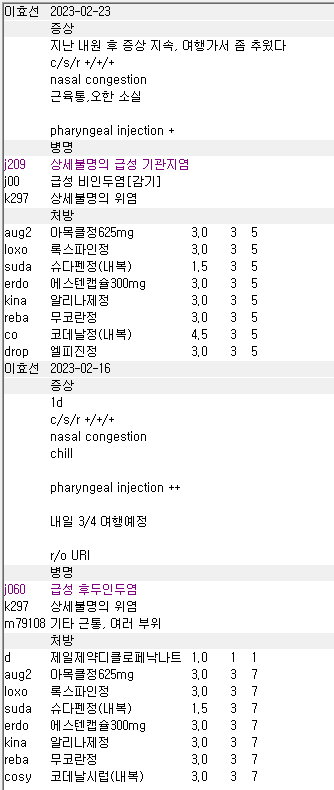 이효선 2023-02-23
증상
지난 내원 후 증상 지속, 여행가서 좀 추웠다
c/s/r +/+/+
nasal congestion
근육통,오한 소실
pharyngeal injection +
병명
j209 상세불명의 급성 기관지염
j00 급성 비인두염[감기]
k297 상세불명의 위염
처방
aug2 아목클정625mg 3.0 3 5
loxo 록스파인정 3.0 3 5
suda 슈다펜정(내복) 1.5 3 5
erdo 에스텐캡슐300mg 3.0 3 5
kina 알리나제정 3.0 3 5
reba 무코란정 3.0 3 5
co 코데날정(내복) 4.5 3 5
drop 엘피진정 3.0 3 5
이효선 2023-02-16
증상
1d
c/s/r +/+/+
nasal congestion
chill
pharyngeal injection ++
내일 3/4 여행예정
r/o URI
병명
j060 급성 후두인두염
k297 상세불명의 위염
m79108 기타 근통, 여러 부위
처방
d 제일제약디클로페낙나트 1.0 1 1
aug2 아목클정625mg 3.0 3 7
loxo 록스파인정 3.0 3 7
suda 슈다펜정(내복) 1.5 3 7
erdo 에스텐캡슐300mg 3.0 3 7
kina 알리나제정 3.0 3 7
reba 무코란정 3.0 3 7
cosy 코데날시럽(내복) 3.0 3 7